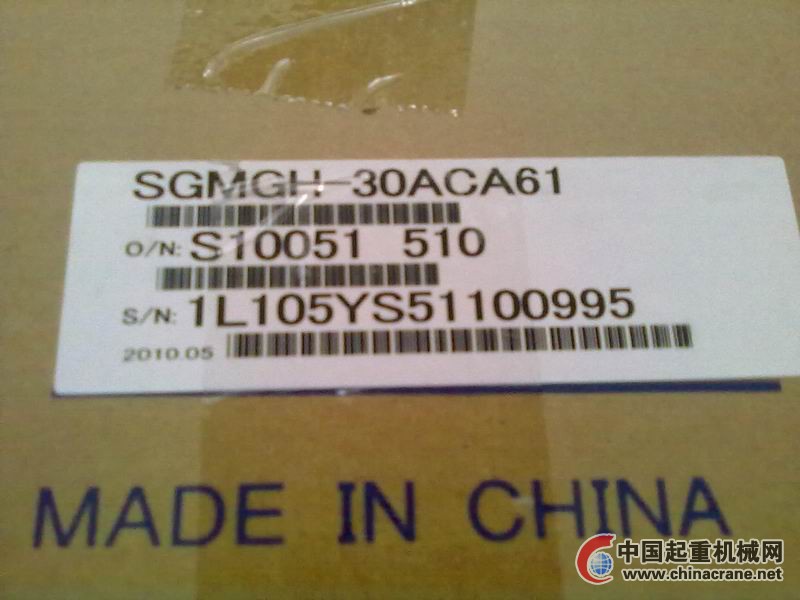 SGMGH-30ACA61
O/N: S10051 510
S/N: 1L105YS51100995
2010.05
MADE IN CHINA
中国起重机械网
www.chinacrane.net